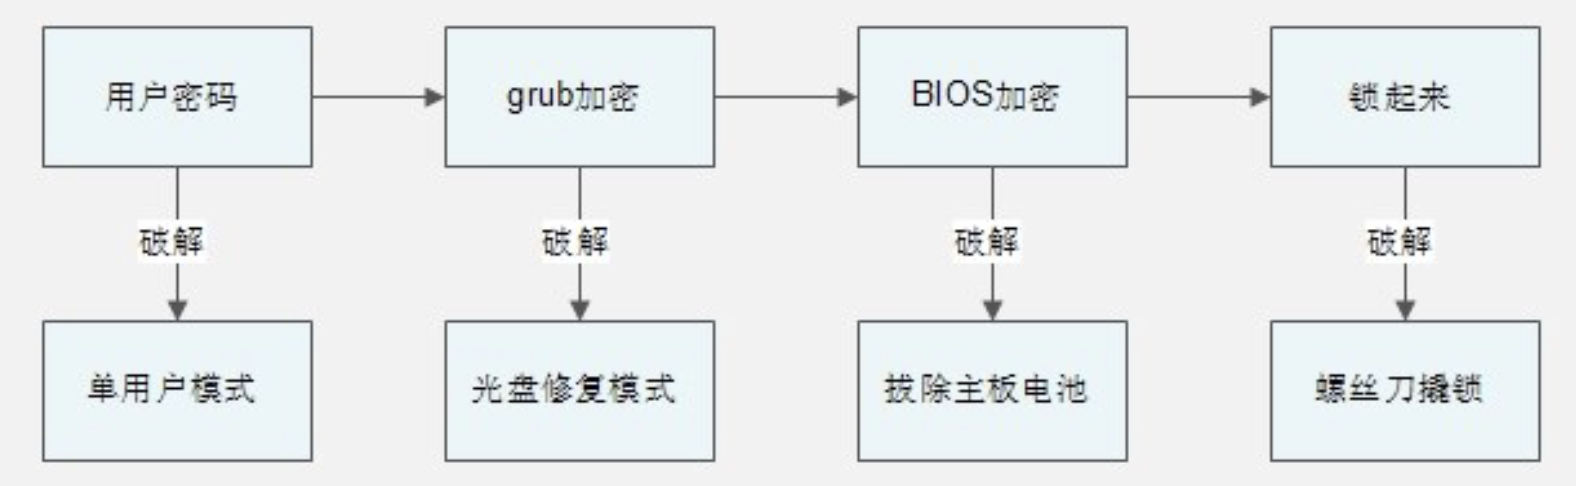 用户密码
grub加密
BIOS加密
锁起来
破解
破解
破解
破解
单用户模式
光盘修复模式
拔除主板电池
螺丝刀撬锁